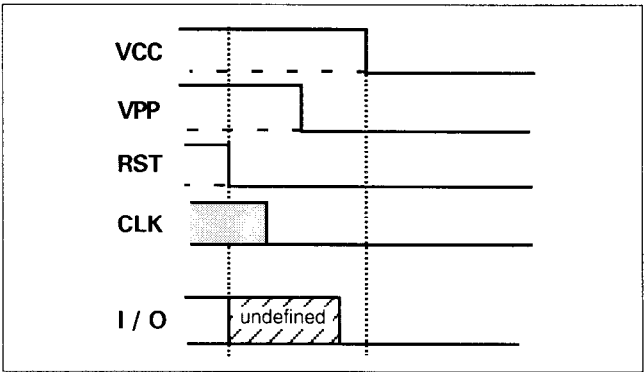 VCC
VPP
RST
CLK
I / O
undefined